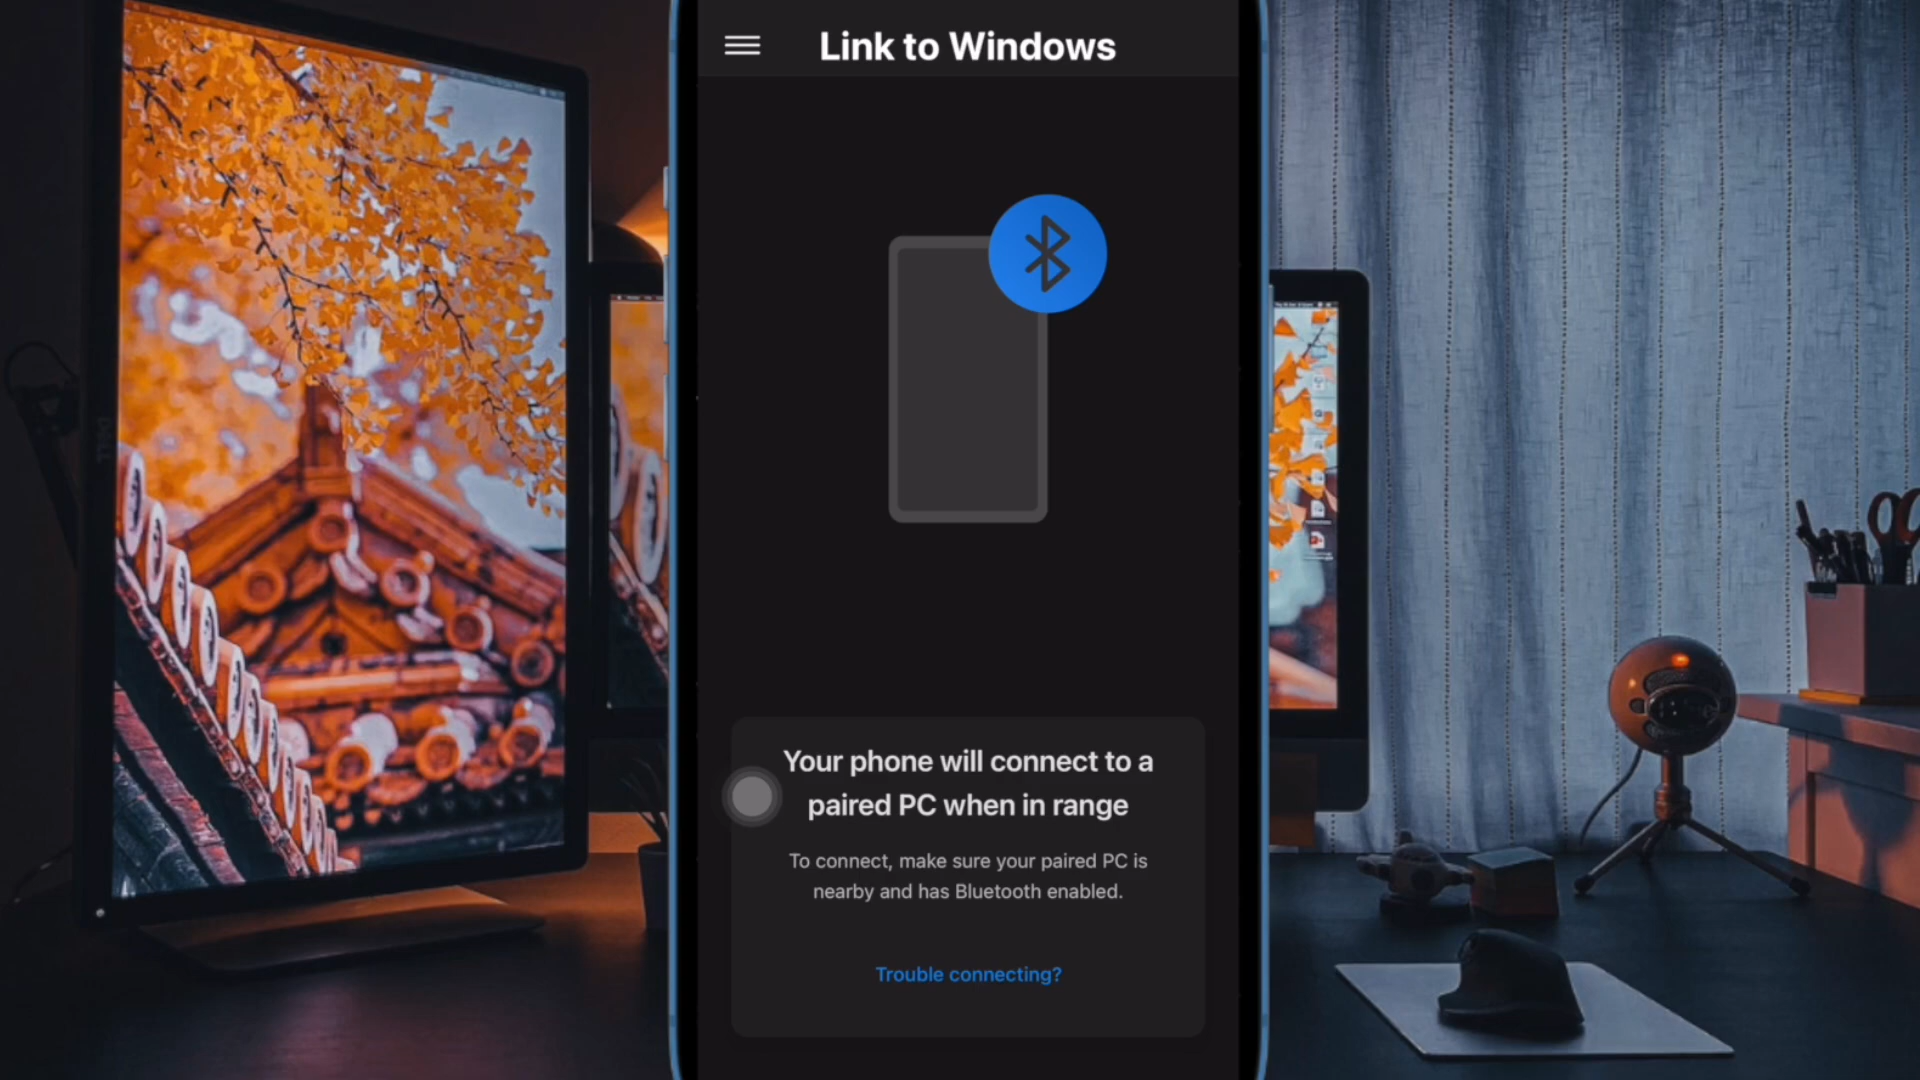 Link to Windows
Your phone will connect to a
paired PC when in range
To connect, make sure your paired PC is
nearby and has Bluetooth enabled.
Trouble connecting?